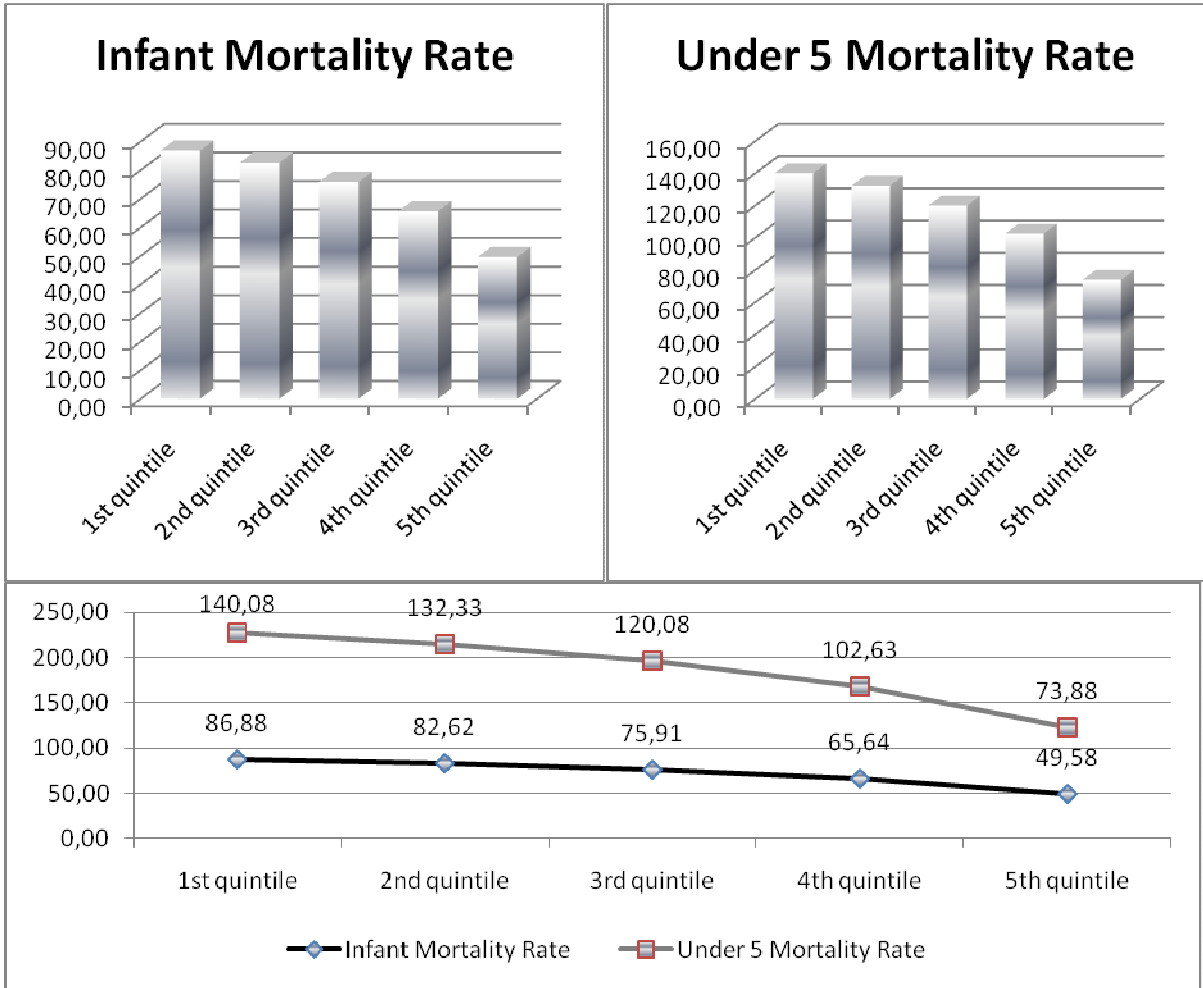 Infant Mortality Rate
90,00
80,00
70,00
60,00
50,00
40,00
30,00
20,00
10,00
0,00
1st quintile
2nd quintile
3rd quintile
4th quintile
5th quintile
Under 5 Mortality Rate
160,00
140,00
120,00
100,00
80,00
60,00
40,00
20,00
0,00
1st quintile
2nd quintile
3rd quintile
4th quintile
5th quintile
250,00
200,00
150,00
100,00
50,00
0,00
140,08 132,33 120,08 102,63 73,88
86,88 82,62 75,91 65,64 49,58
1st quintile 2nd quintile 3rd quintile 4th quintile 5th quintile
Infant Mortality Rate Under 5 Mortality Rate